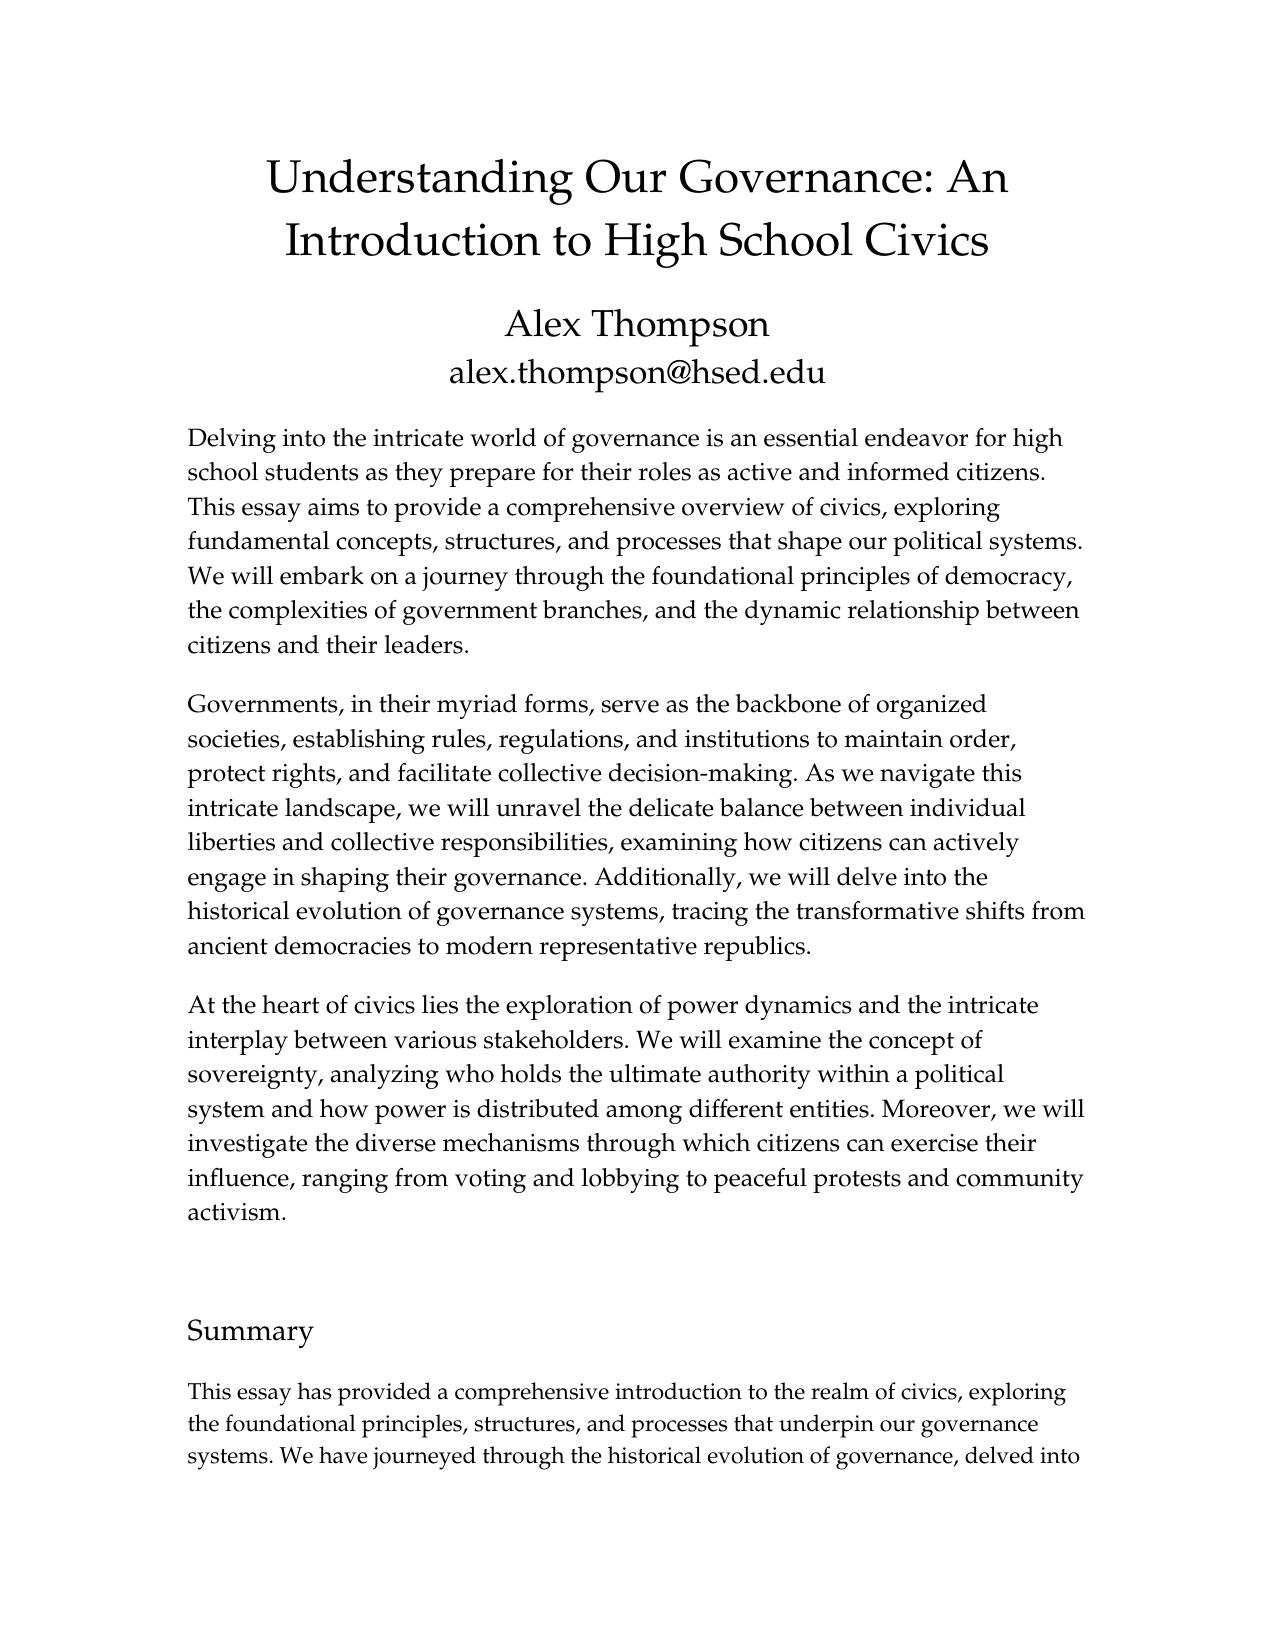 Understanding Our Governance: An
Introduction to High School Civics
Alex Thompson
alex.thompson@hsed.edu
Delving into the intricate world of governance is an essential endeavor for high
school students as they prepare for their roles as active and informed citizens.
This essay aims to provide a comprehensive overview of civics, exploring
fundamental concepts, structures, and processes that shape our political systems.
We will embark on a journey through the foundational principles of democracy,
the complexities of government branches, and the dynamic relationship between
citizens and their leaders.
Governments, in their myriad forms, serve as the backbone of organized
societies, establishing rules, regulations, and institutions to maintain order,
protect rights, and facilitate collective decision-making. As we navigate this
intricate landscape, we will unravel the delicate balance between individual
liberties and collective responsibilities, examining how citizens can actively
engage in shaping their governance. Additionally, we will delve into the
historical evolution of governance systems, tracing the transformative shifts from
ancient democracies to modern representative republics.
At the heart of civics lies the exploration of power dynamics and the intricate
interplay between various stakeholders. We will examine the concept of
sovereignty, analyzing who holds the ultimate authority within a political
system and how power is distributed among different entities. Moreover, we will
investigate the diverse mechanisms through which citizens can exercise their
influence, ranging from voting and lobbying to peaceful protests and community
activism.
Summary
This essay has provided a comprehensive introduction to the realm of civics, exploring
the foundational principles, structures, and processes that underpin our governance
systems. We have journeyed through the historical evolution of governance, delved into